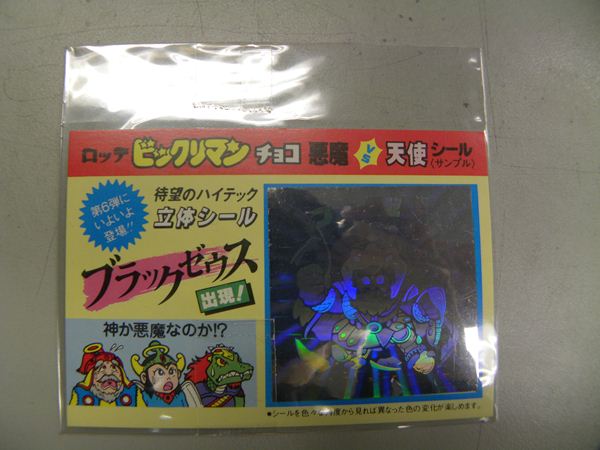 ロッテ ビックリマン チョコ 悪魔 VS 天使 シール
(サンプル)
第6弾に
いよいよ
登場!!
待望のハイテック
立体シール
ブラックゼウス
出現!
神か悪魔なのか!?
●シールを色々な角度から見れば異なった色の変化が楽しめます。